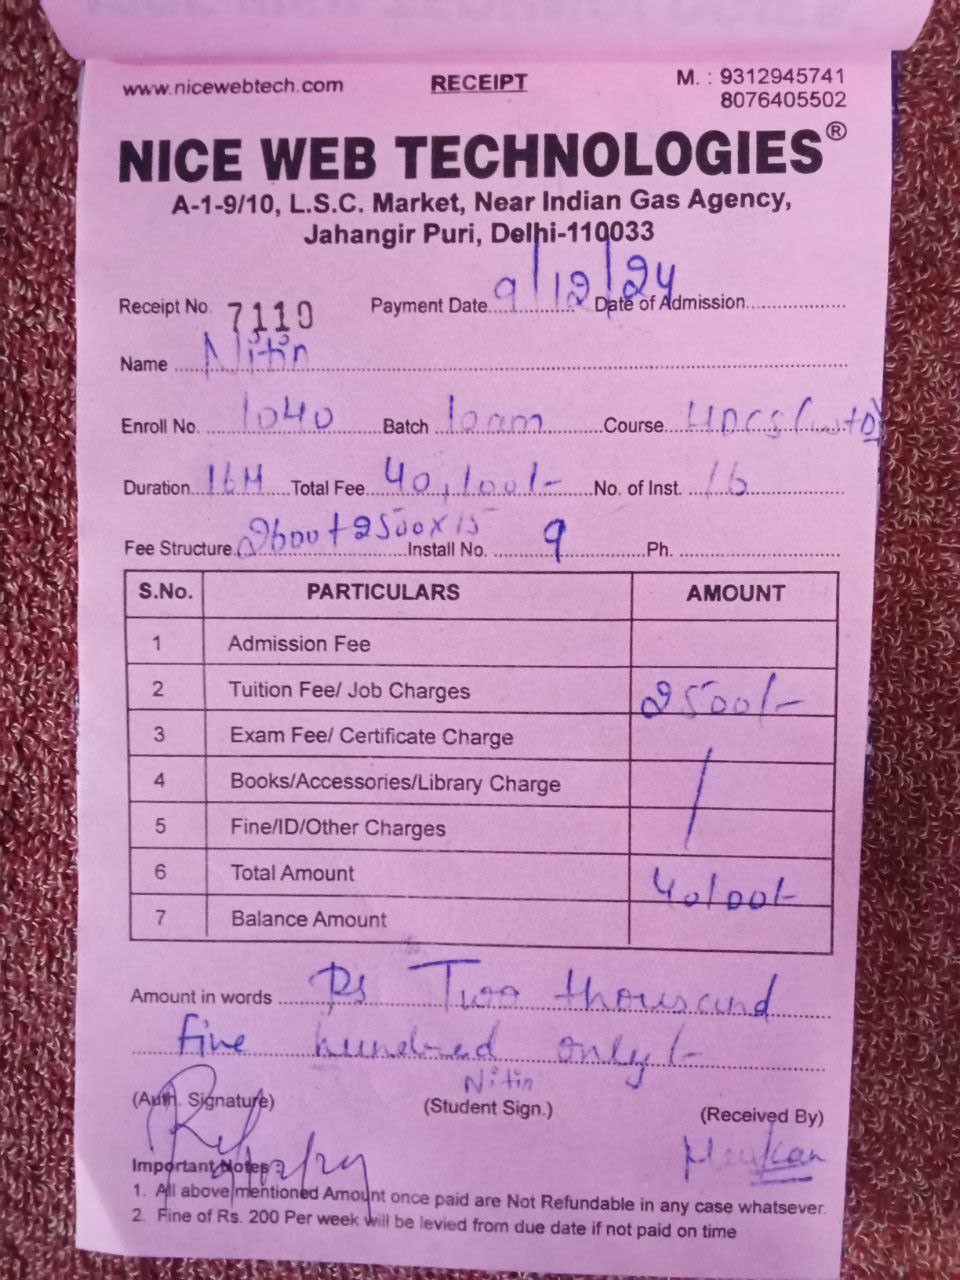 www.nicewebtech.com RECEIPT M. : 9312945741
8076405502
NICE WEB TECHNOLOGIES®
A-1-9/10, L.S.C. Market, Near Indian Gas Agency,
Jahangir Puri, Delhi-110033
Receipt No. 7110 Payment Date 9/12/24 Date of Admission
Name Nitin
Enroll No. 1040 Batch 10am Course
Duration 16M Total Fee 40,100/- No. of Inst. 16
Fee Structure 2600+2500x15 Install No. 9 Ph.
S.No. PARTICULARS AMOUNT
1 Admission Fee
2 Tuition Fee/ Job Charges 2500/-
3 Exam Fee/ Certificate Charge
4 Books/Accessories/Library Charge
5 Fine/ID/Other Charges
6 Total Amount 40100/-
7 Balance Amount
Amount in words Rs Two thousand
five hundred only/-
Nitin
(Auth. Signature) (Student Sign.) (Received By)
Important Notes :
1. All above mentioned Amount once paid are Not Refundable in any case whatsever.
2. Fine of Rs. 200 Per week will be levied from due date if not paid on time